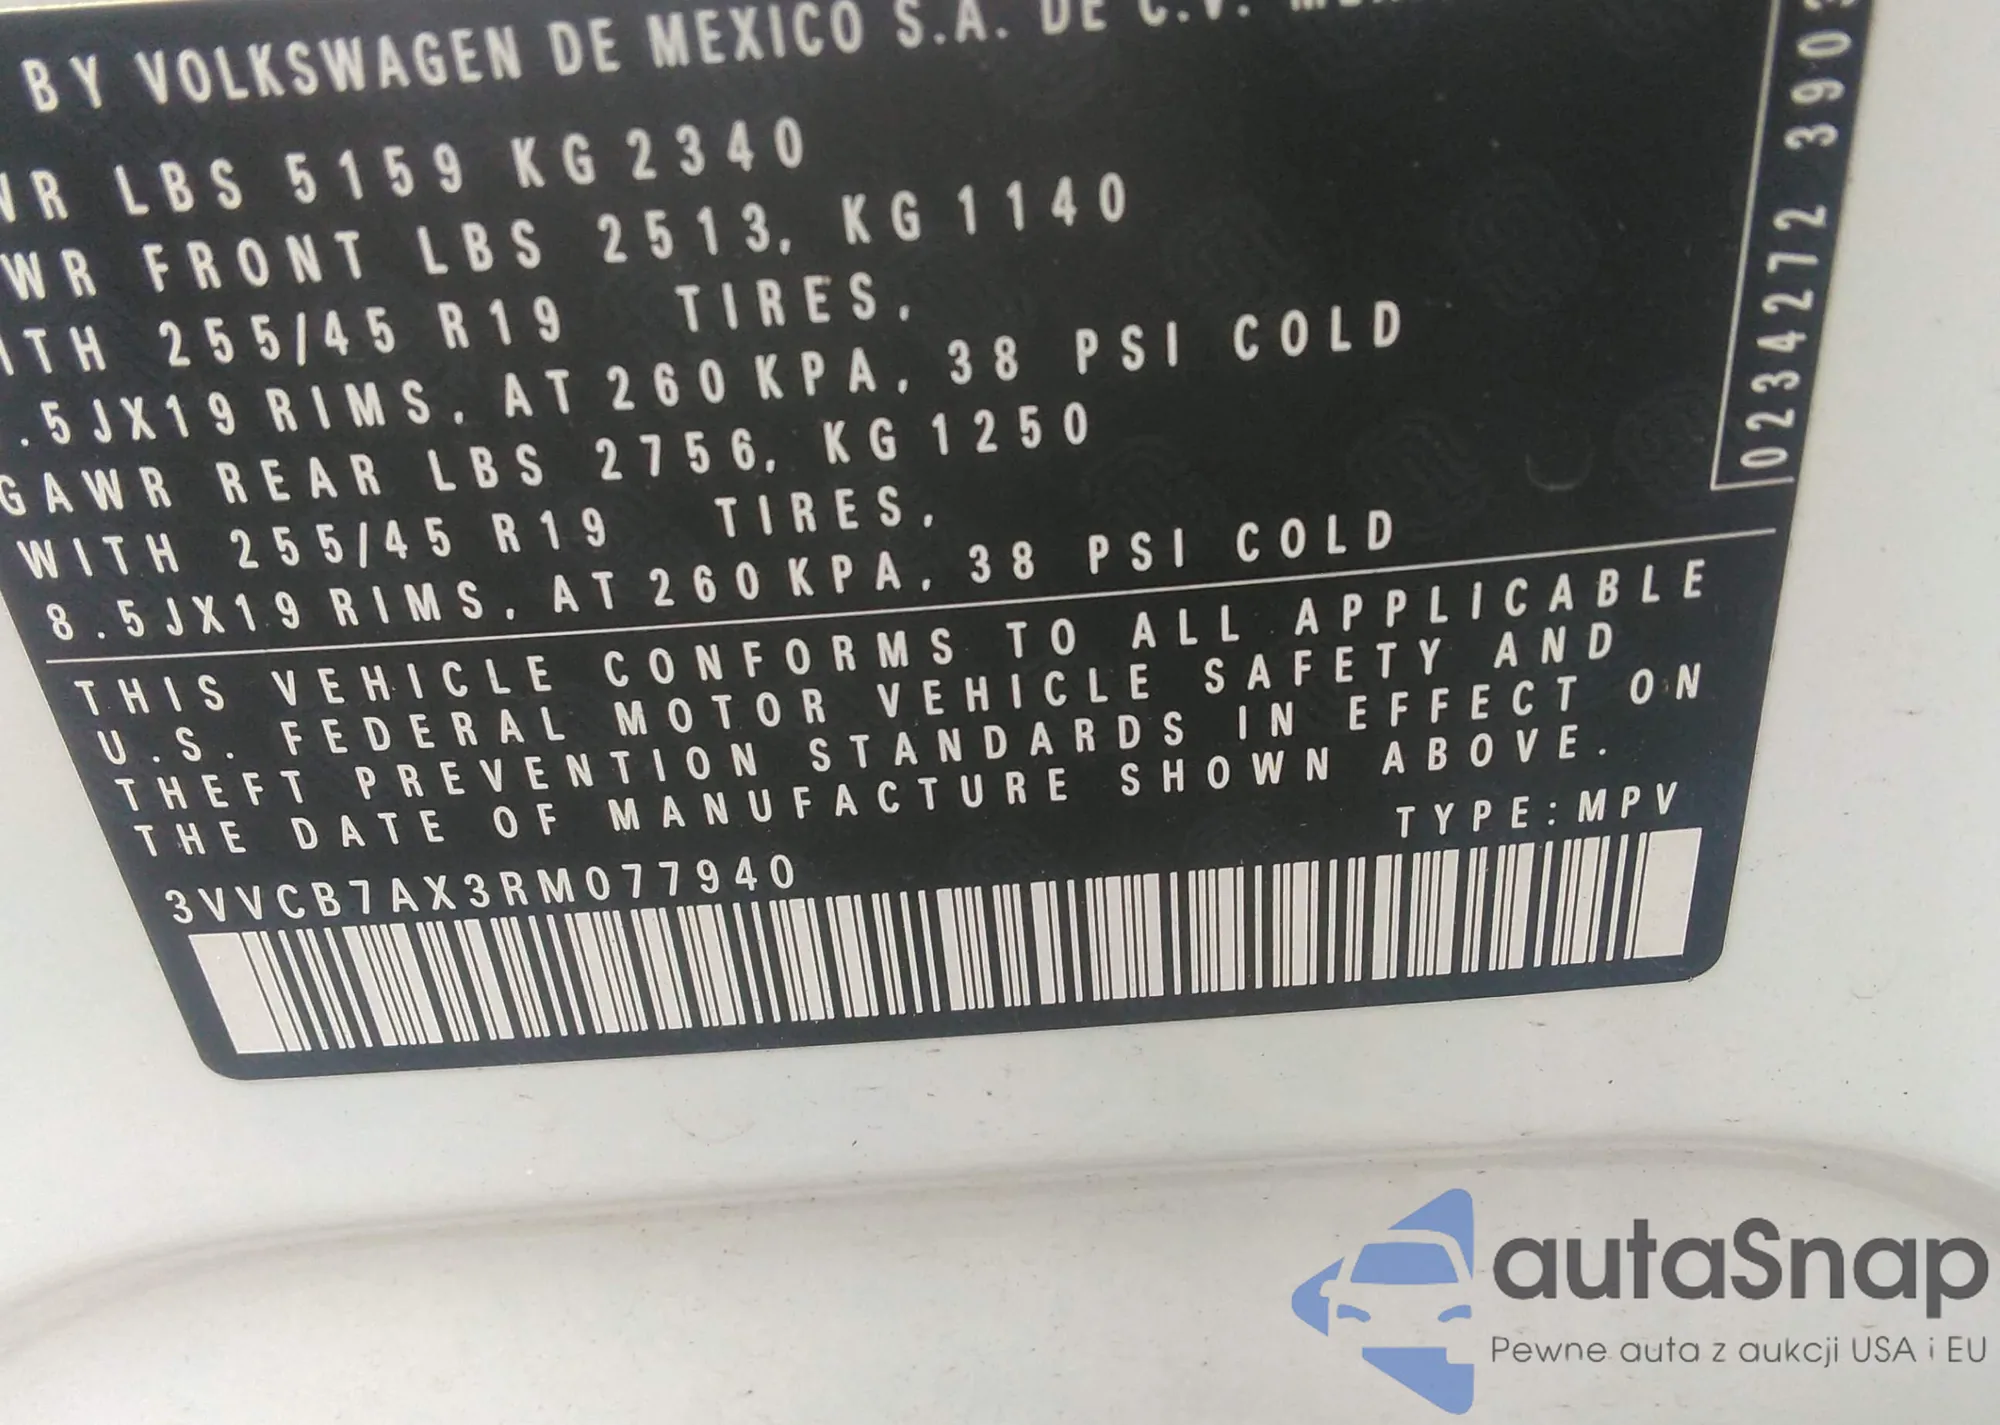 BY VOLKSWAGEN DE MEXICO S.A. DE C.V.
LBS 5159 KG 2340
FRONT LBS 2513, KG 1140
255/45 R19 TIRES,
.5JX19 RIMS, AT 260 KPA, 38 PSI COLD
GAWR REAR LBS 2756, KG 1250
WITH 255/45 R19 TIRES,
8.5JX19 RIMS, AT 260 KPA, 38 PSI COLD
THIS VEHICLE CONFORMS TO ALL APPLICABLE
U.S. FEDERAL MOTOR VEHICLE SAFETY AND
THEFT PREVENTION STANDARDS IN EFFECT ON
THE DATE OF MANUFACTURE SHOWN ABOVE.
TYPE: MPV
3VVCB7AX3RM077940
0234272 3903
autaSnap
Pewne auta z aukcji USA i EU